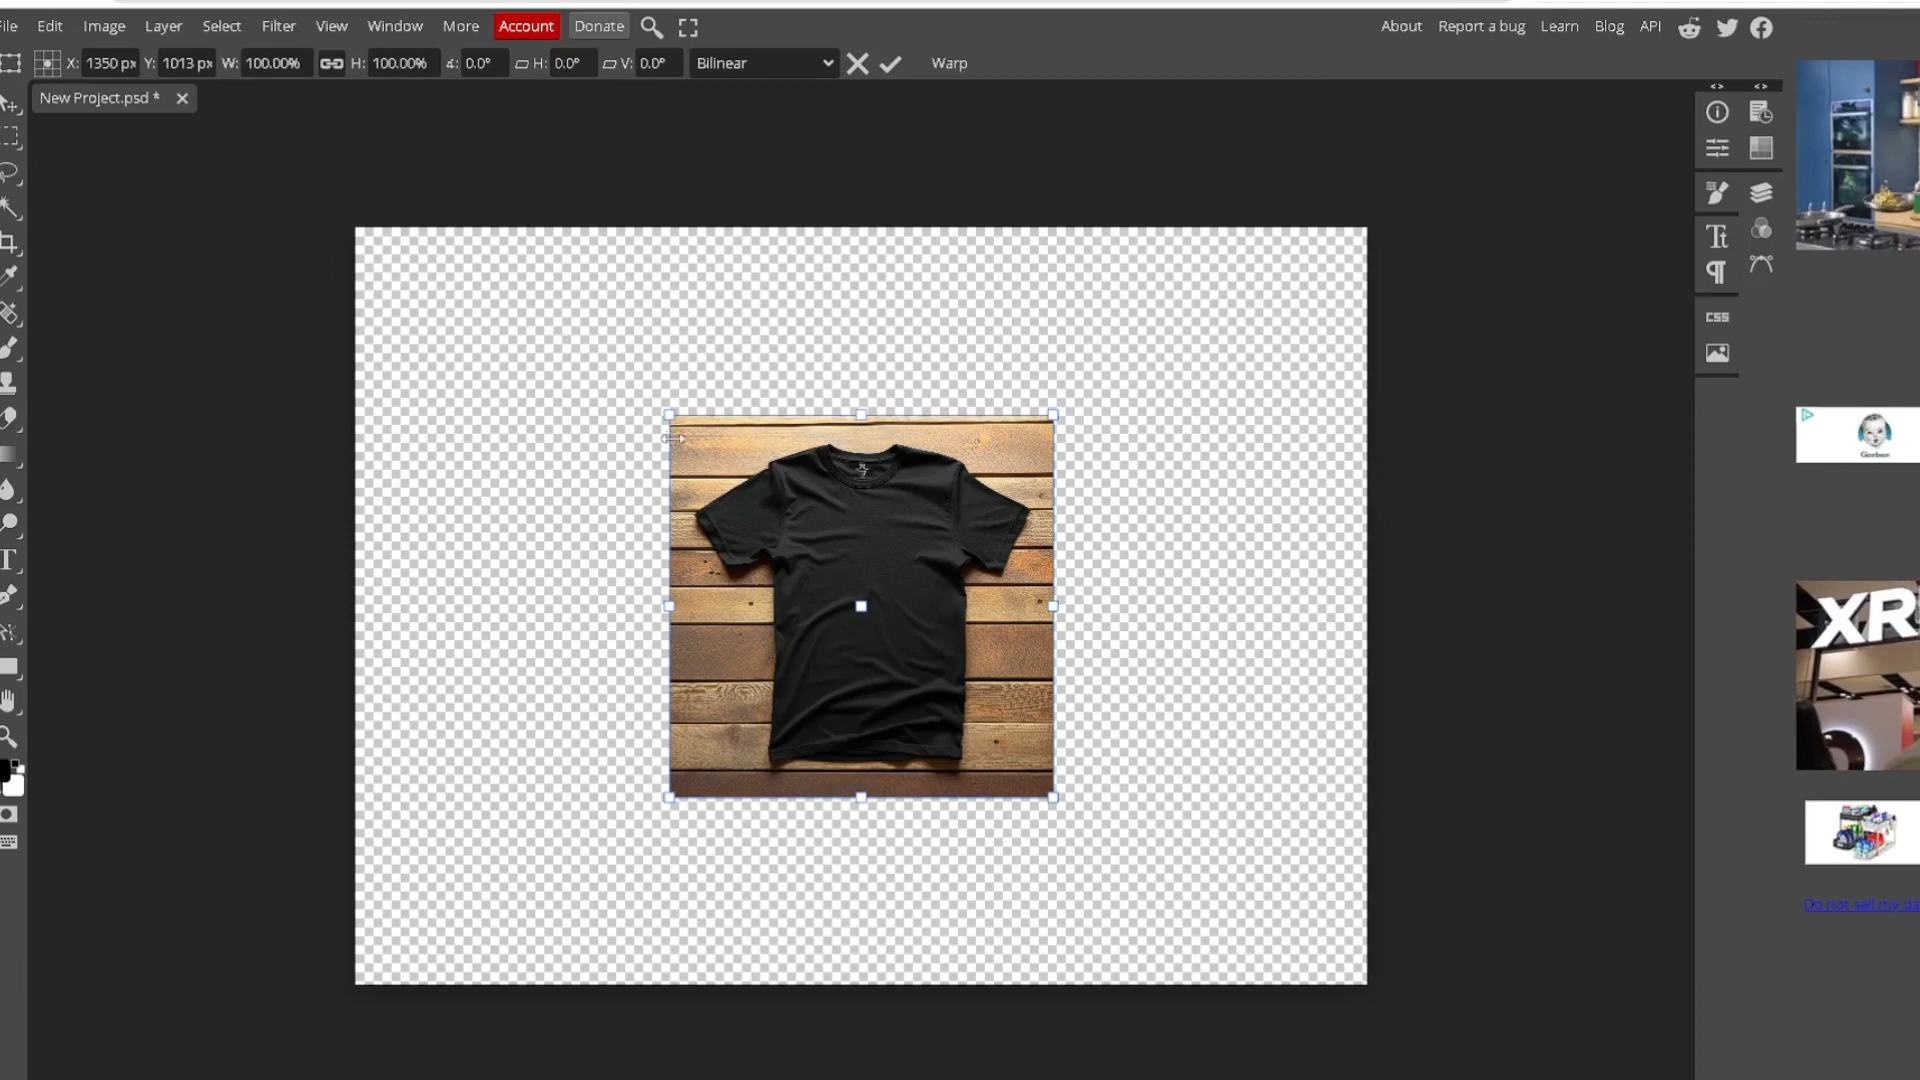 File Edit Image Layer Select Filter View Window More Account Donate About Report a bug Learn Blog API
X: 1350 px Y: 1013 px W: 100.00% H: 100.00% ∡: 0.0° H: 0.0° V: 0.0° Bilinear Warp
New Project.psd *
CSS
Gerber
XR
Do not sell my da